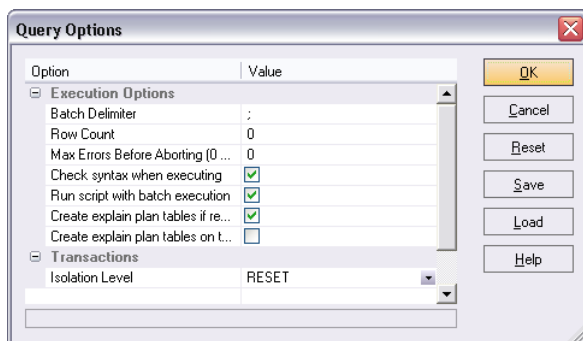 Query Options
Option Value
Execution Options
Batch Delimiter ;
Row Count 0
Max Errors Before Aborting (0 ... 0
Check syntax when executing
Run script with batch execution
Create explain plan tables if re...
Create explain plan tables on t...
Transactions
Isolation Level RESET
OK
Cancel
Reset
Save
Load
Help